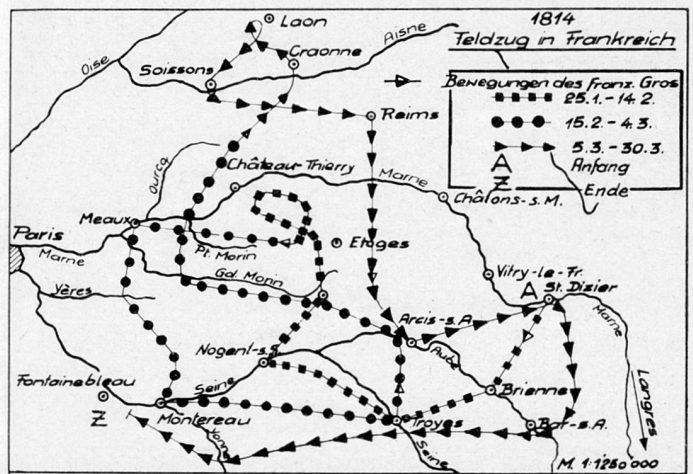 1814
Feldzug in Frankreich
Bewegungen des franz. Gros
25.1.-14.2.
15.2.-4.3.
5.3.-30.3.
A Anfang
Z Ende
Laon
Craonne
Aisne
Oise
Soissons
Reims
Ourcq
Château-Thierry
Marne
Châlons-s.M.
Meaux
Paris
Marne
Pt. Morin
Etoges
Gd. Morin
Vitry-le-Fr.
A St. Dizier
Yères
Arcis-s.A.
Aube
Marne
Nogent-s.S.
Fontainebleau
Z
Seine
Montereau
Yonne
Brienne
Langres
Troyes
Bar-s.A.
Seine
M. 1:1250'000